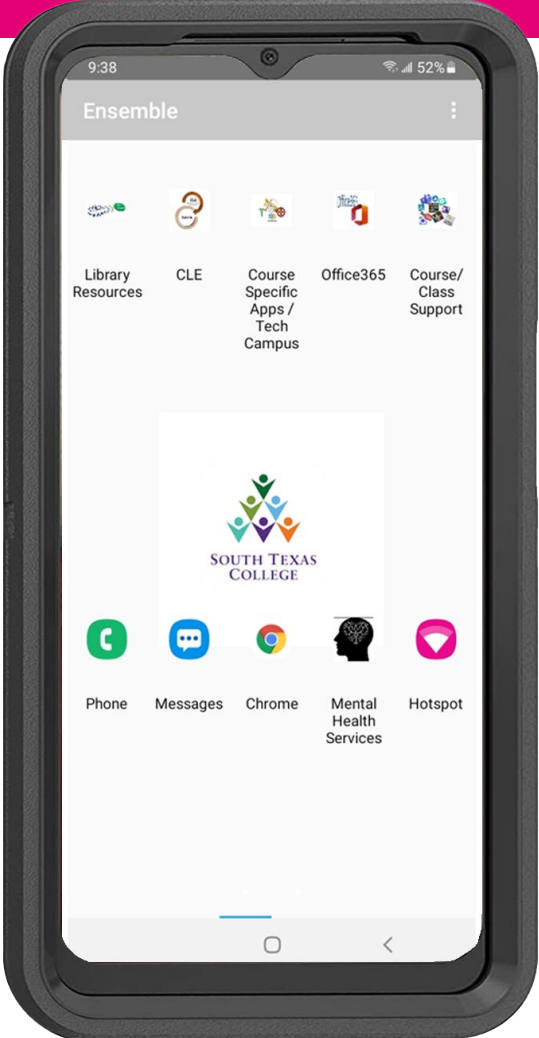 9:38
52%
Ensemble
Office365
Library
Resources
CLE
Course
Specific
Apps /
Tech
Campus
Office365
Course/
Class
Support
SOUTH TEXAS
COLLEGE
Phone
Messages
Chrome
Mental
Health
Services
Hotspot